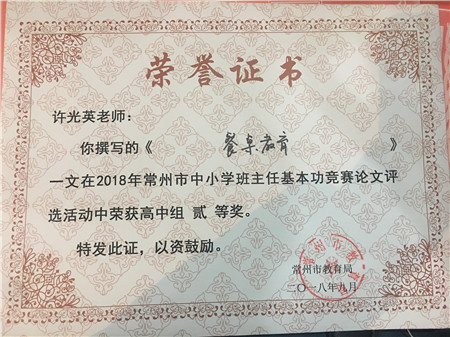 荣誉证书
许光英老师：
你撰写的《 餐桌教育 》
一文在2018年常州市中小学班主任基本功竞赛论文评
选活动中荣获高中组 贰 等奖。
特发此证，以资鼓励。
常州市教育局
二〇一八年九月